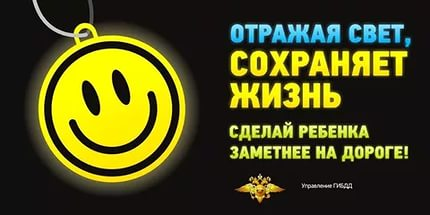 ОТРАЖАЯ СВЕТ,
СОХРАНЯЕТ
ЖИЗНЬ
СДЕЛАЙ РЕБЕНКА
ЗАМЕТНЕЕ НА ДОРОГЕ!
Управление ГИБДД